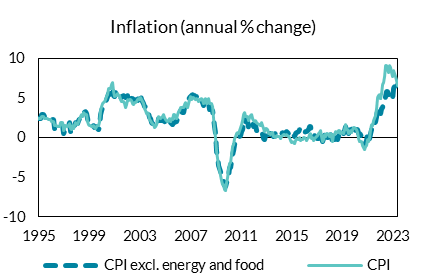 Inflation (annual % change)
10
5
0
-5
-10
1995 1999 2003 2007 2011 2015 2019 2023
CPI excl. energy and food CPI